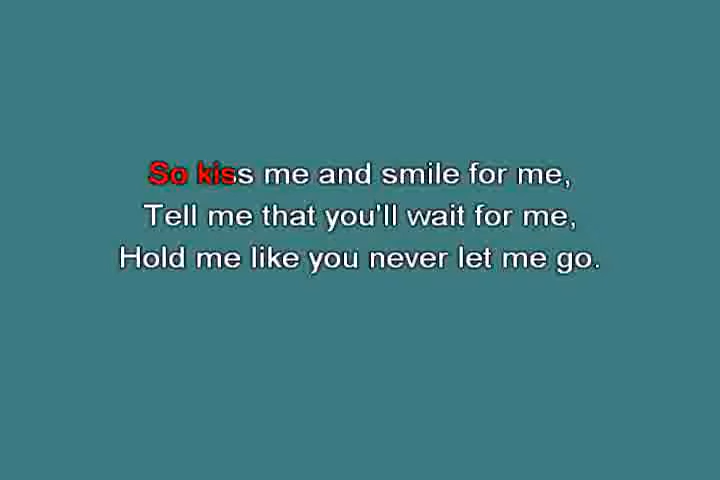 So kiss me and smile for me,
Tell me that you'll wait for me,
Hold me like you never let me go.